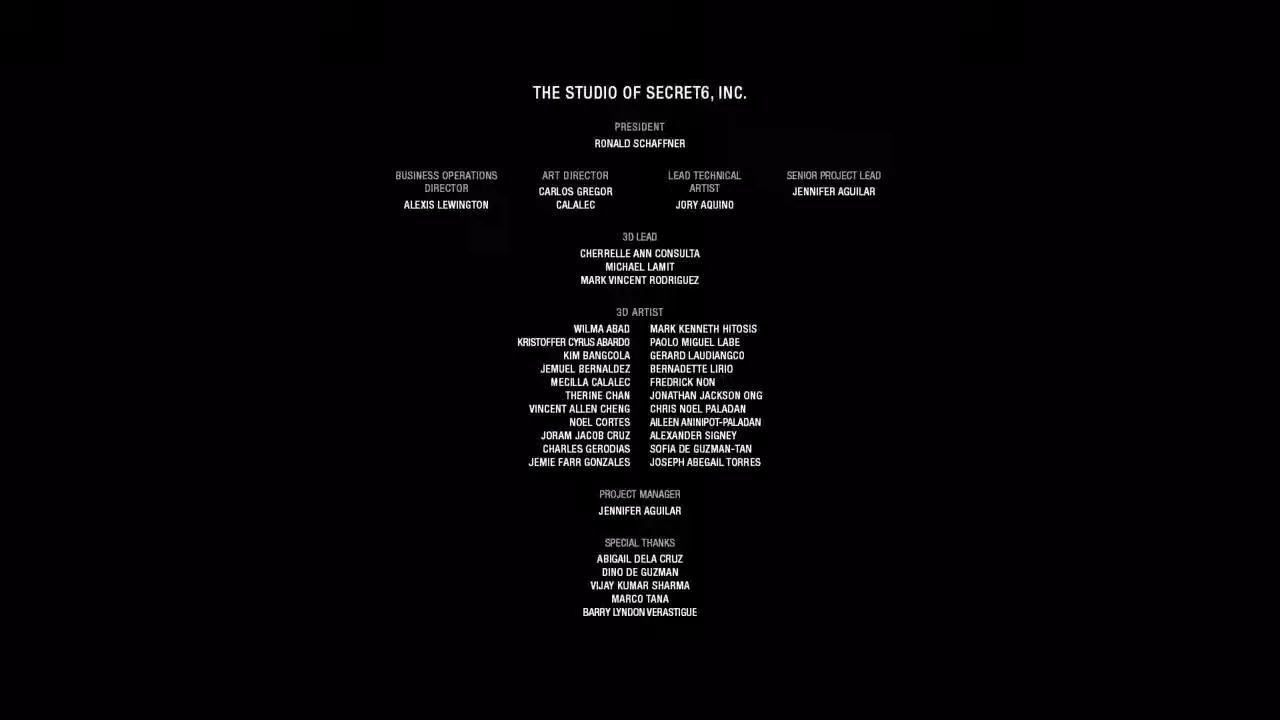 THE STUDIO OF SECRET6, INC.
PRESIDENT
RONALD SCHAFFNER
BUSINESS OPERATIONS
DIRECTOR
ALEXIS LEWINGTON
ART DIRECTOR
CARLOS GREGOR
CALALEC
LEAD TECHNICAL
ARTIST
JORY AQUINO
SENIOR PROJECT LEAD
JENNIFER AGUILAR
3D LEAD
CHERRELLE ANN CONSULTA
MICHAEL LAMIT
MARK VINCENT RODRIGUEZ
3D ARTIST
WILMA ABAD
KRISTOFFER CYRUS ABARDO
KIM BANGCOLA
JEMUEL BERNALDEZ
MECILLA CALALEC
THERINE CHAN
VINCENT ALLEN CHENG
NOEL CORTES
JORAM JACOB CRUZ
CHARLES GERODIAS
JEMIE FARR GONZALES
MARK KENNETH HITOSIS
PAOLO MIGUEL LABE
GERARD LAUDIANGCO
BERNADETTE LIRIO
FREDRICK NON
JONATHAN JACKSON ONG
CHRIS NOEL PALADAN
AILEEN ANINIPOT-PALADAN
ALEXANDER SIGNEY
SOFIA DE GUZMAN-TAN
JOSEPH ABEGAIL TORRES
PROJECT MANAGER
JENNIFER AGUILAR
SPECIAL THANKS
ABIGAIL DELA CRUZ
DINO DE GUZMAN
VIJAY KUMAR SHARMA
MARCO TANA
BARRY LYNDON VERASTIGUE